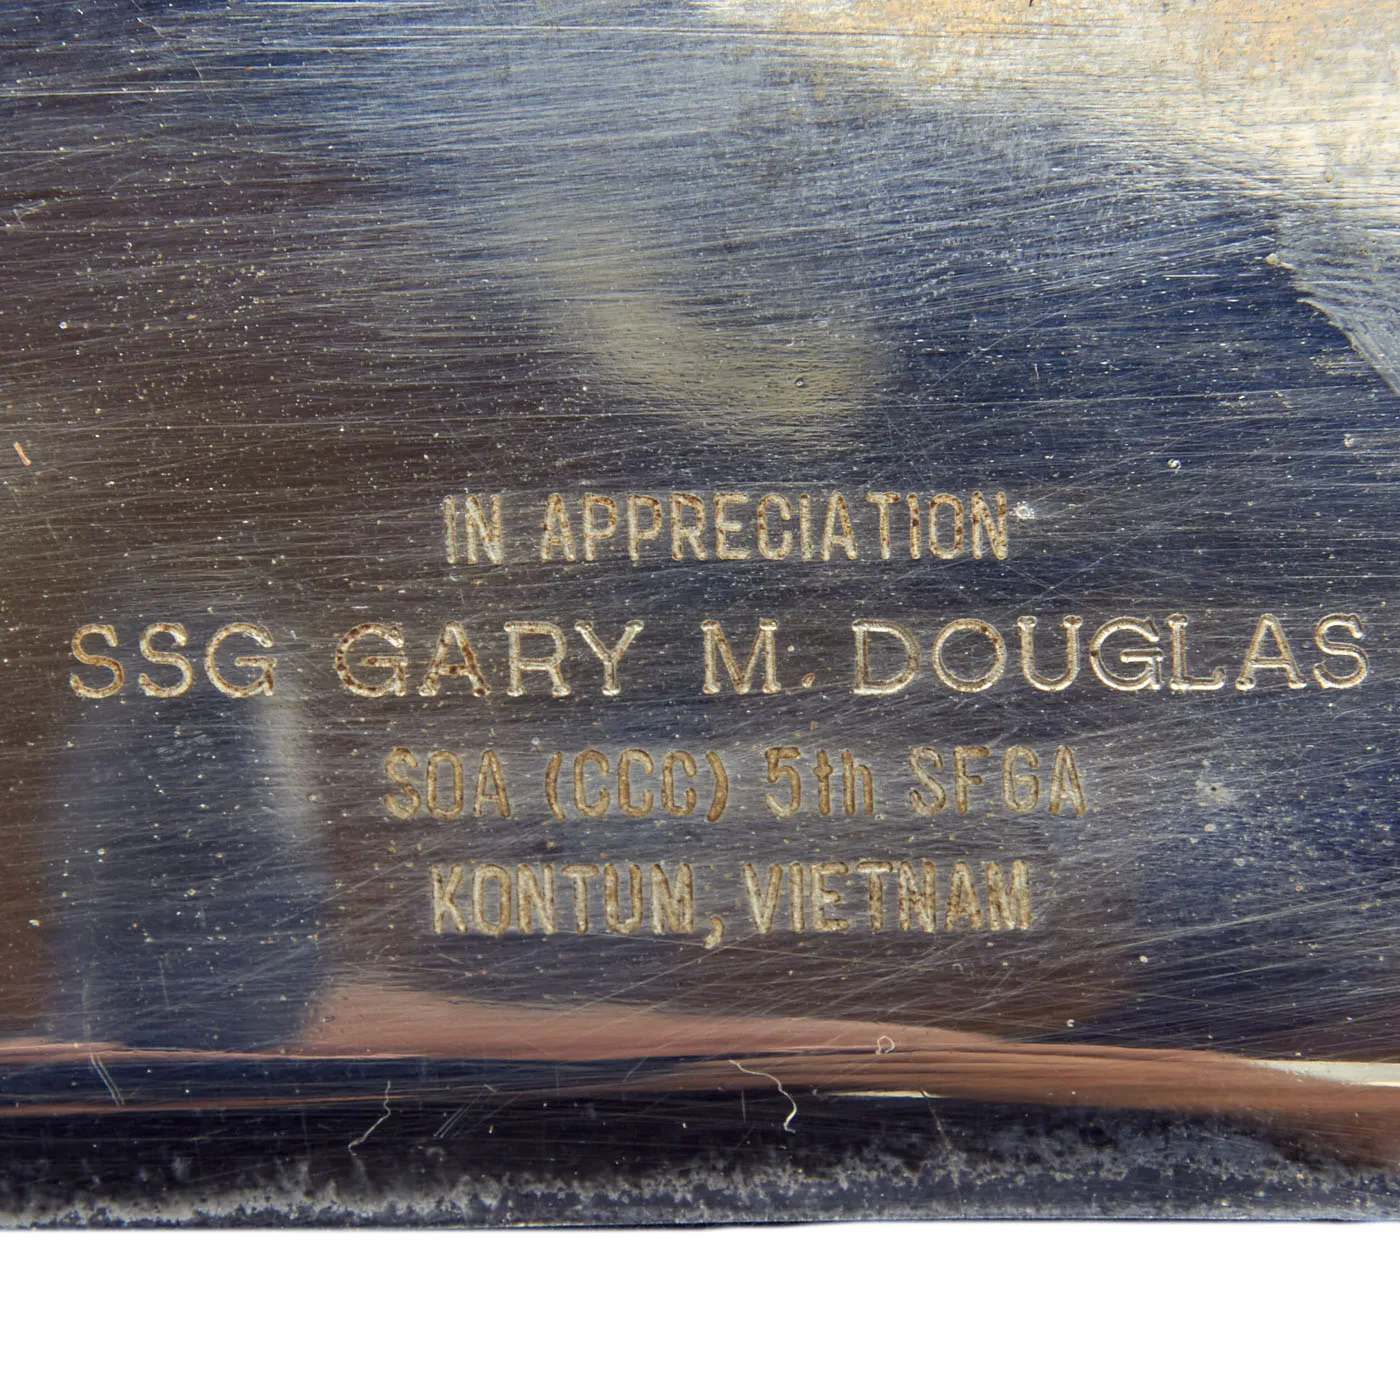 IN APPRECIATION
SSG GARY M. DOUGLAS
SOA (CCC) 5th SFGA
KONTUM, VIETNAM